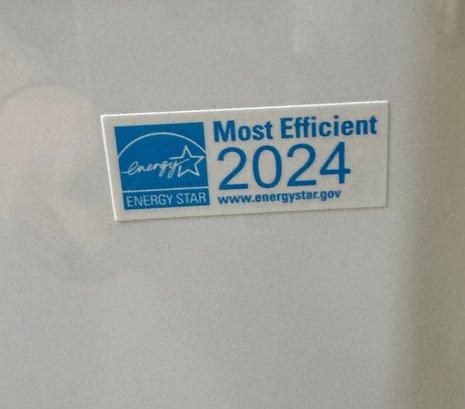 energy
ENERGY STAR
Most Efficient
2024
www.energystar.gov